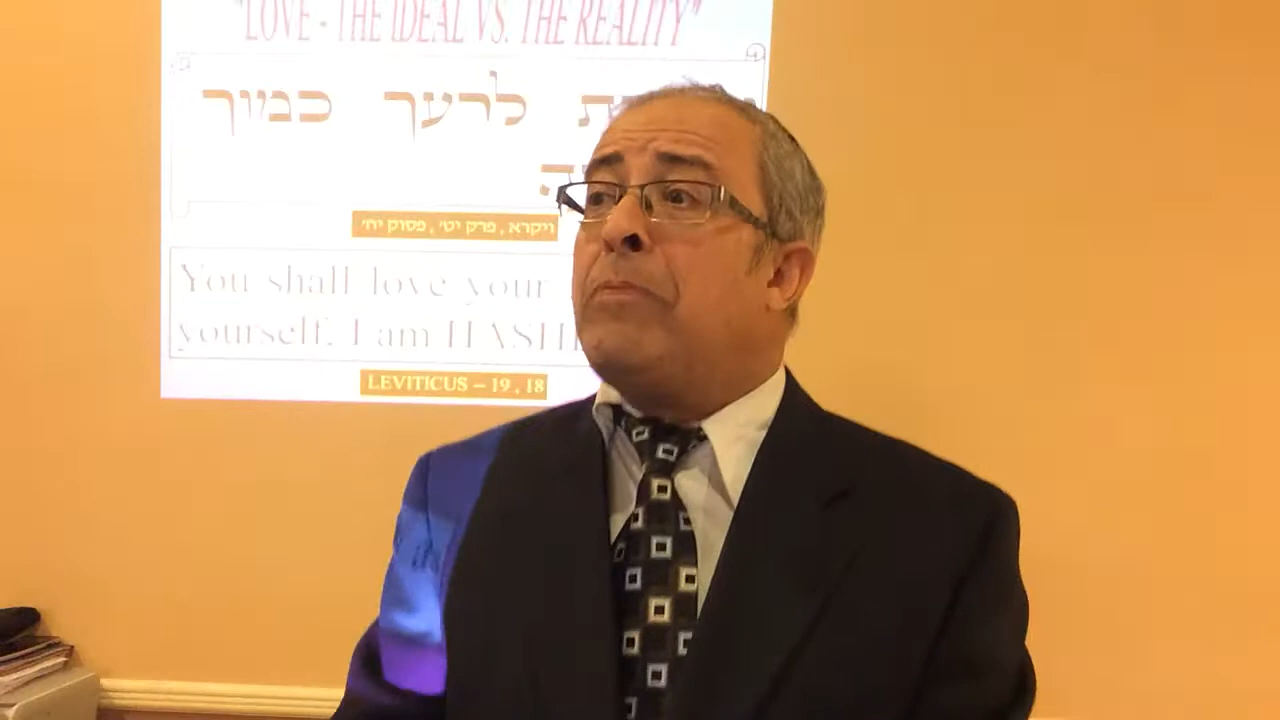 "LOVE - THE IDEAL VS. THE REALITY"
לרעך כמוך
ויקרא , פרק יט', פסוק יח'
You shall love your
yourself. I am
LEVITICUS – 19 , 18